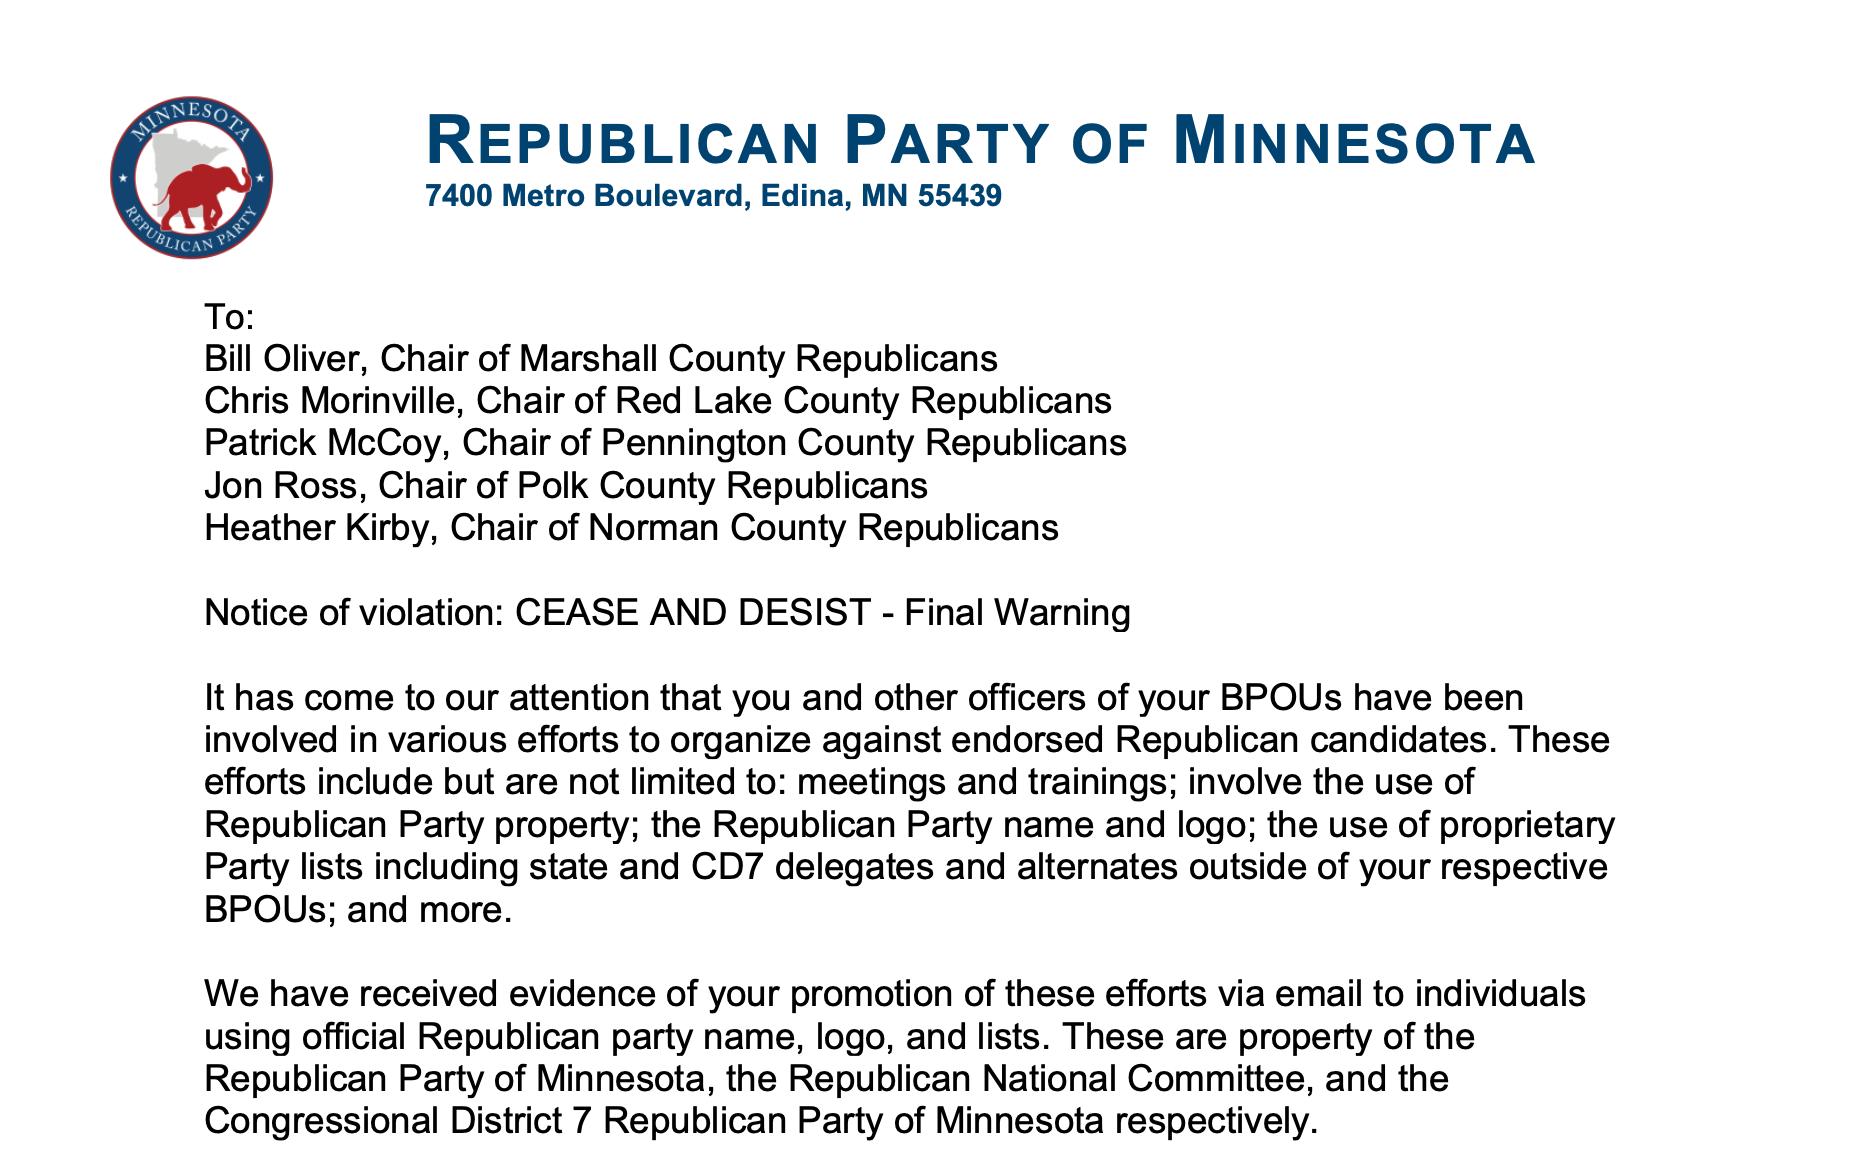 MINNESOTA
REPUBLICAN PARTY
REPUBLICAN PARTY OF MINNESOTA
7400 Metro Boulevard, Edina, MN 55439
To:
Bill Oliver, Chair of Marshall County Republicans
Chris Morinville, Chair of Red Lake County Republicans
Patrick McCoy, Chair of Pennington County Republicans
Jon Ross, Chair of Polk County Republicans
Heather Kirby, Chair of Norman County Republicans
Notice of violation: CEASE AND DESIST - Final Warning
It has come to our attention that you and other officers of your BPOUs have been
involved in various efforts to organize against endorsed Republican candidates. These
efforts include but are not limited to: meetings and trainings; involve the use of
Republican Party property; the Republican Party name and logo; the use of proprietary
Party lists including state and CD7 delegates and alternates outside of your respective
BPOUs; and more.
We have received evidence of your promotion of these efforts via email to individuals
using official Republican party name, logo, and lists. These are property of the
Republican Party of Minnesota, the Republican National Committee, and the
Congressional District 7 Republican Party of Minnesota respectively.